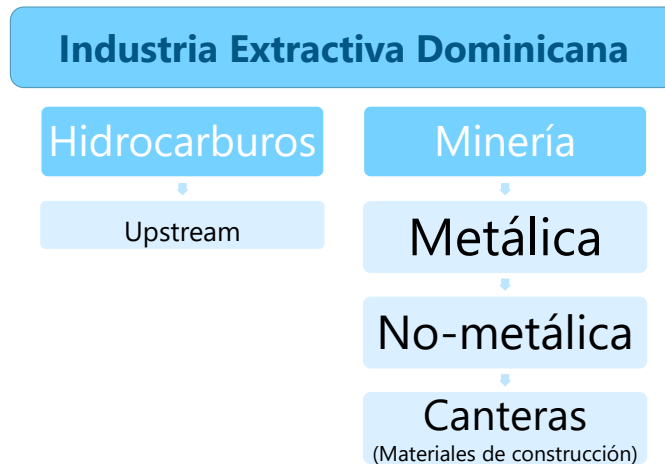 Industria Extractiva Dominicana
Hidrocarburos
Upstream
Minería
Metálica
No-metálica
Canteras
(Materiales de construcción)